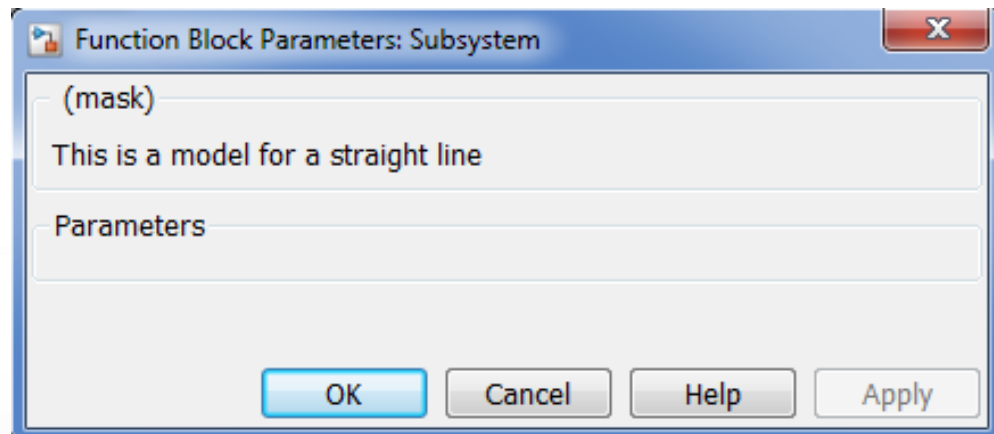 Function Block Parameters: Subsystem
(mask)
This is a model for a straight line
Parameters
OK Cancel Help Apply